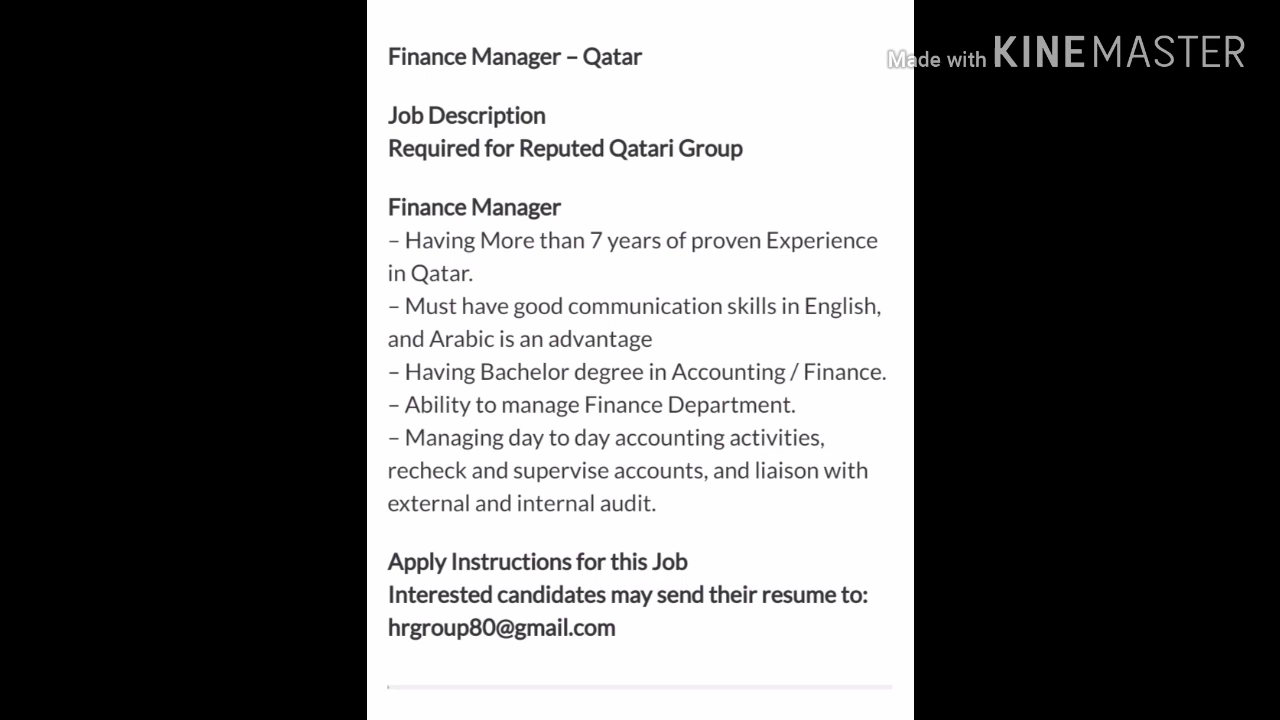 Made with KINEMASTER
Finance Manager – Qatar
Job Description
Required for Reputed Qatari Group
Finance Manager
– Having More than 7 years of proven Experience
in Qatar.
– Must have good communication skills in English,
and Arabic is an advantage
– Having Bachelor degree in Accounting / Finance.
– Ability to manage Finance Department.
– Managing day to day accounting activities,
recheck and supervise accounts, and liaison with
external and internal audit.
Apply Instructions for this Job
Interested candidates may send their resume to:
hrgroup80@gmail.com